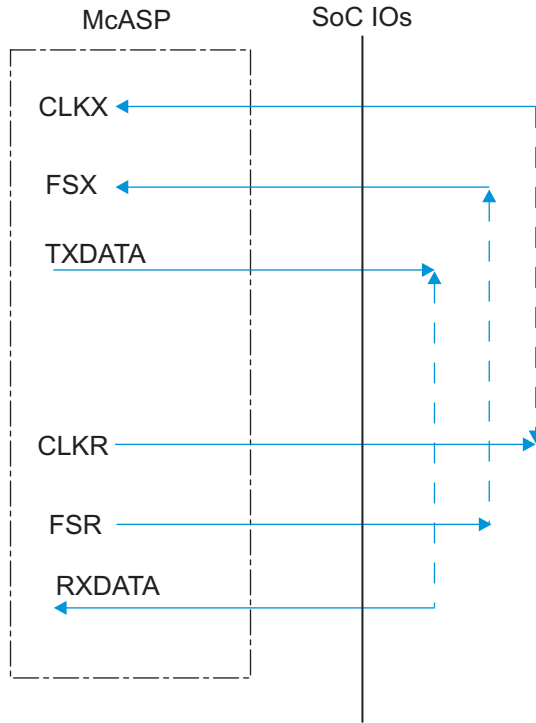 McASP
SoC IOs
CLKX
FSX
TXDATA
CLKR
FSR
RXDATA